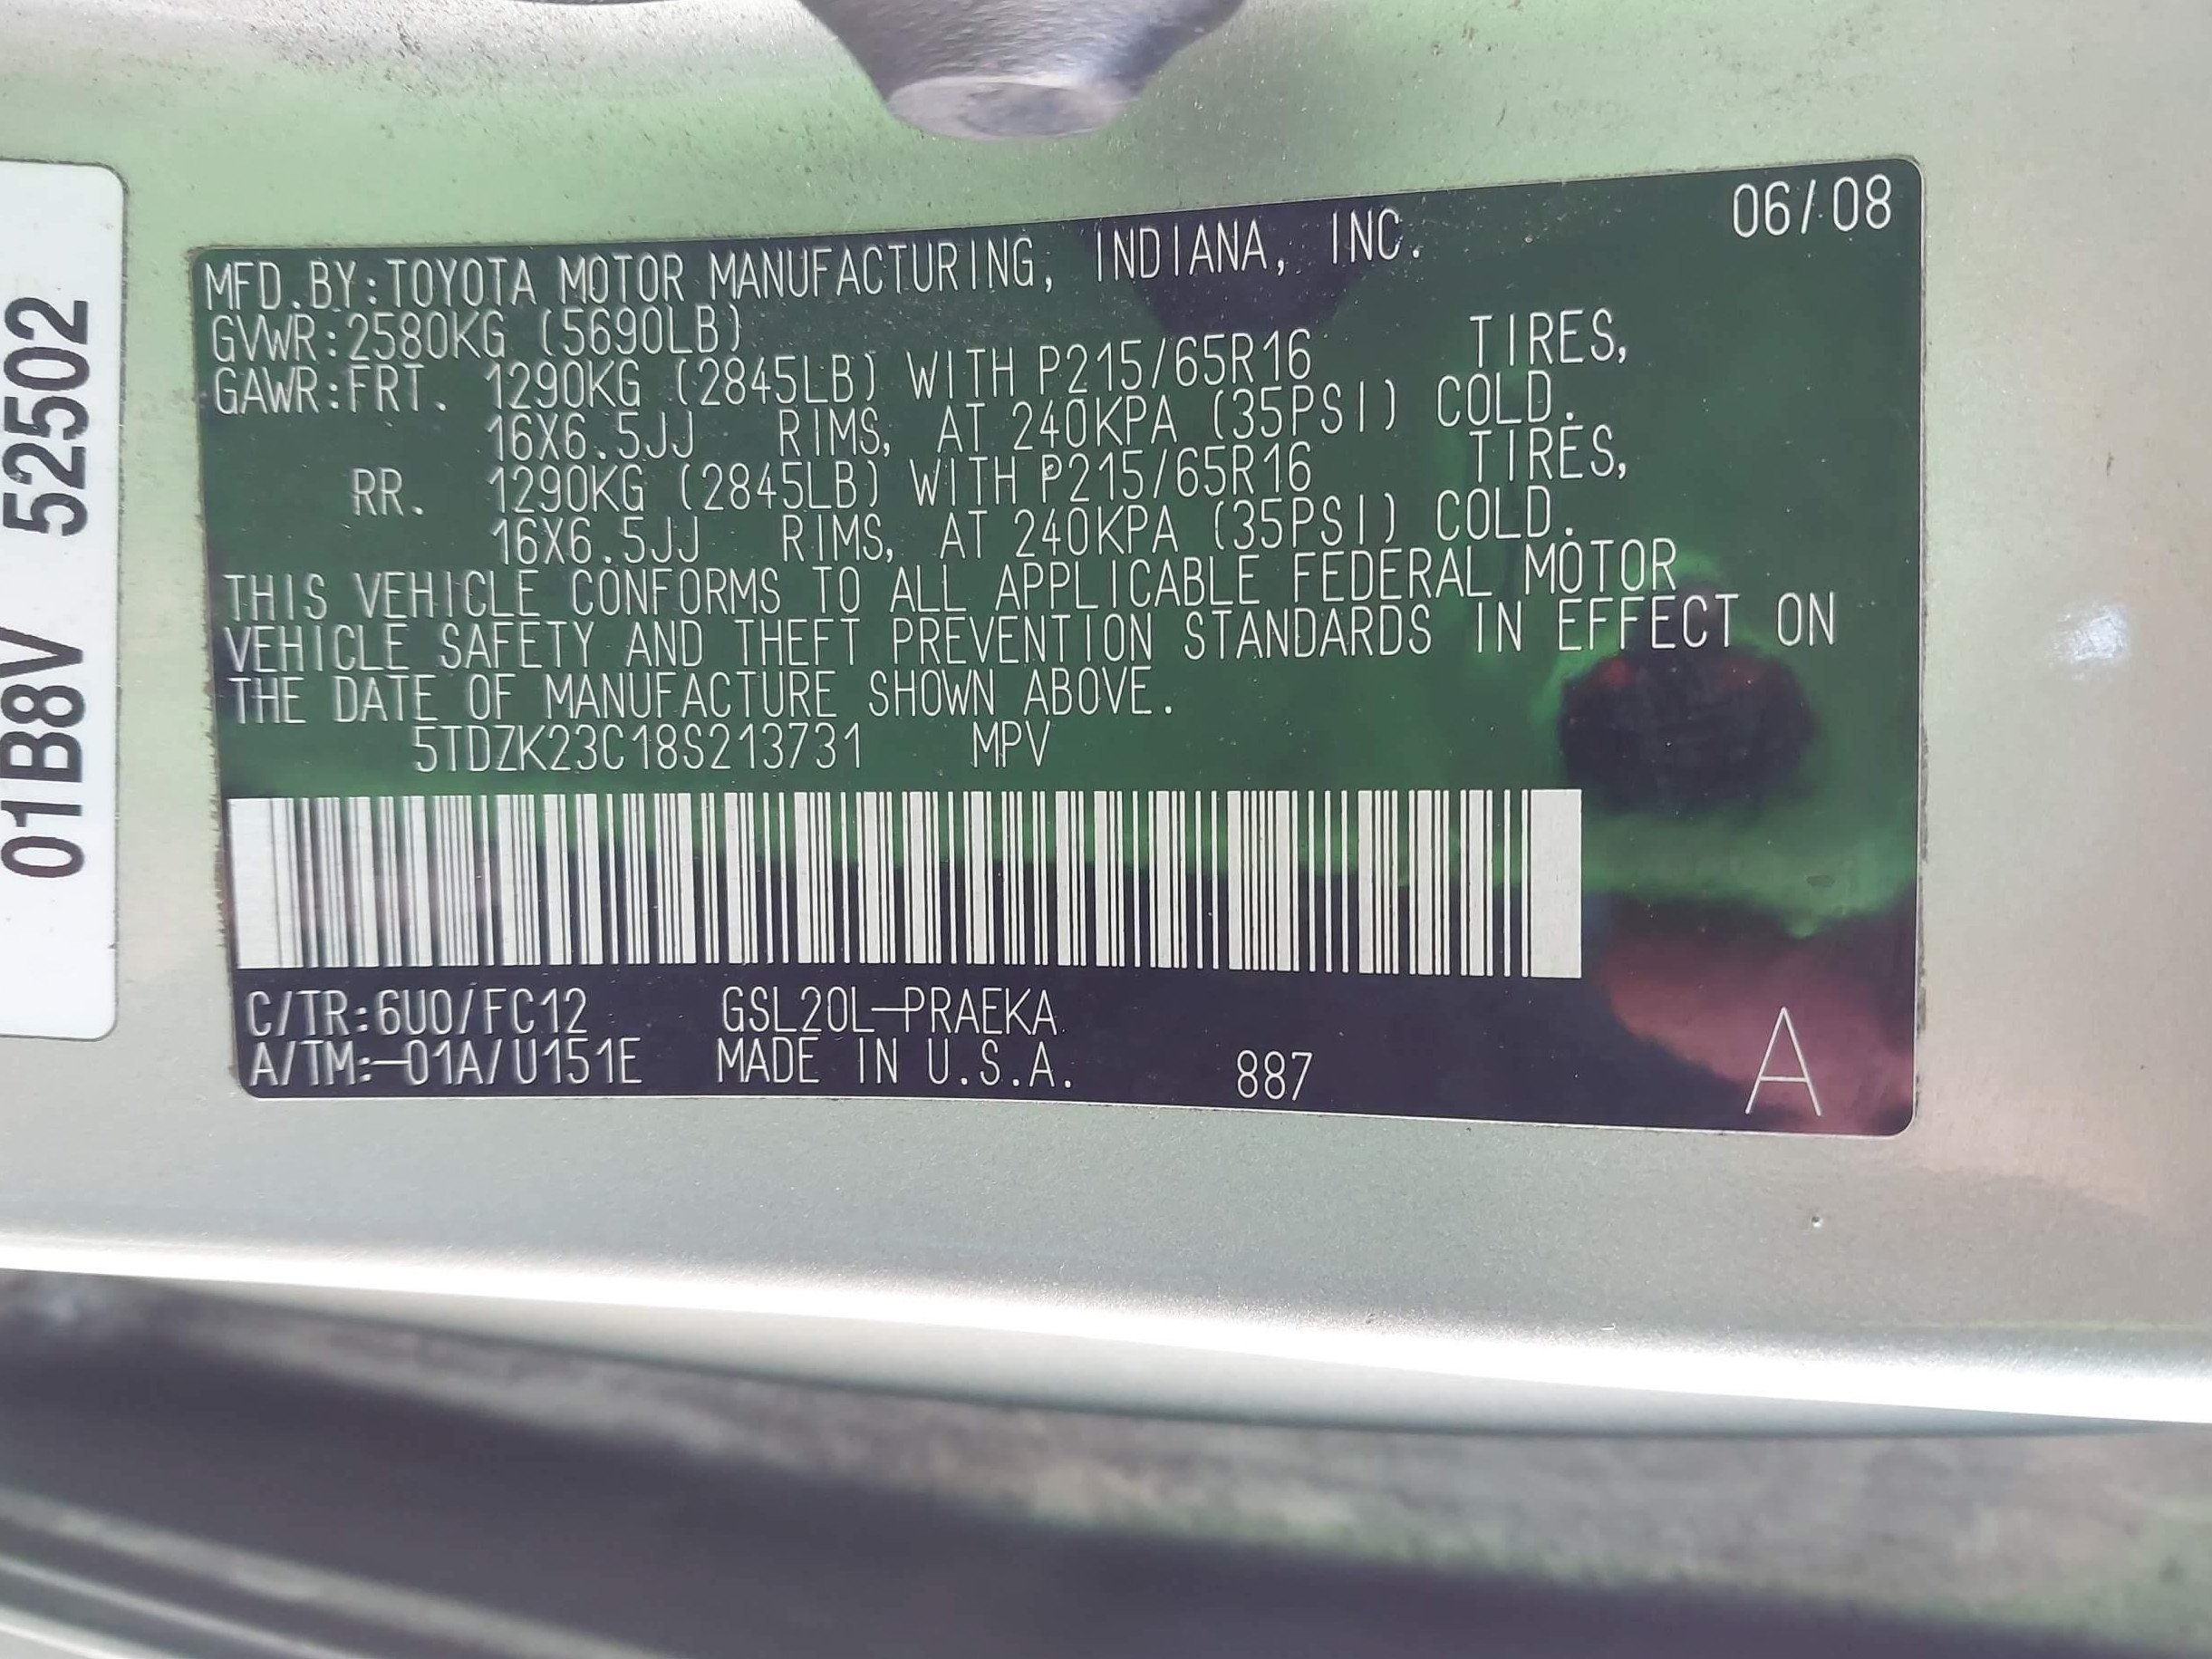 06/08
MFD.BY:TOYOTA MOTOR MANUFACTURING, INDIANA, INC.
GVWR:2580KG (5690LB)
GAWR:FRT. 1290KG (2845LB) WITH P215/65R16 TIRES,
16X6.5JJ RIMS, AT 240KPA (35PSI) COLD.
RR. 1290KG (2845LB) WITH P215/65R16 TIRES,
16X6.5JJ RIMS, AT 240KPA (35PSI) COLD.
THIS VEHICLE CONFORMS TO ALL APPLICABLE FEDERAL MOTOR
VEHICLE SAFETY AND THEFT PREVENTION STANDARDS IN EFFECT ON
THE DATE OF MANUFACTURE SHOWN ABOVE.
5TDZK23C18S213731 MPV
C/TR:6U0/FC12 GSL20L-PRAEKA
A/TM:-01A/U151E MADE IN U.S.A. 887 A
01B8V 52502